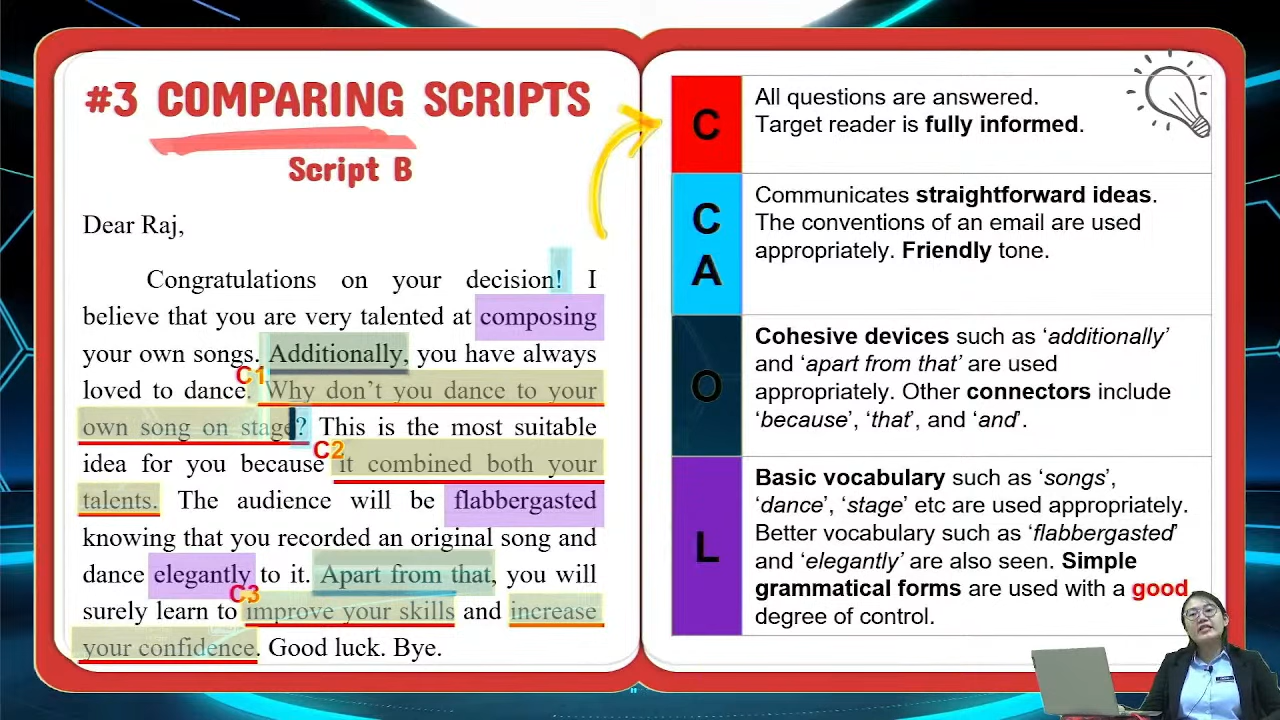 #3 COMPARING SCRIPTS
Script B
Dear Raj,
Congratulations on your decision! I
believe that you are very talented at composing
your own songs. Additionally, you have always
C1
loved to dance. Why don't you dance to your
own song on stage? This is the most suitable
C2
idea for you because it combined both your
talents. The audience will be flabbergasted
knowing that you recorded an original song and
dance elegantly to it. Apart from that, you will
C3
surely learn to improve your skills and increase
your confidence. Good luck. Bye.
C
All questions are answered.
Target reader is fully informed.
C
A
Communicates straightforward ideas.
The conventions of an email are used
appropriately. Friendly tone.
O
Cohesive devices such as 'additionally'
and 'apart from that' are used
appropriately. Other connectors include
'because', 'that', and 'and'.
L
Basic vocabulary such as 'songs',
'dance', 'stage' etc are used appropriately.
Better vocabulary such as 'flabbergasted'
and 'elegantly' are also seen. Simple
grammatical forms are used with a good
degree of control.